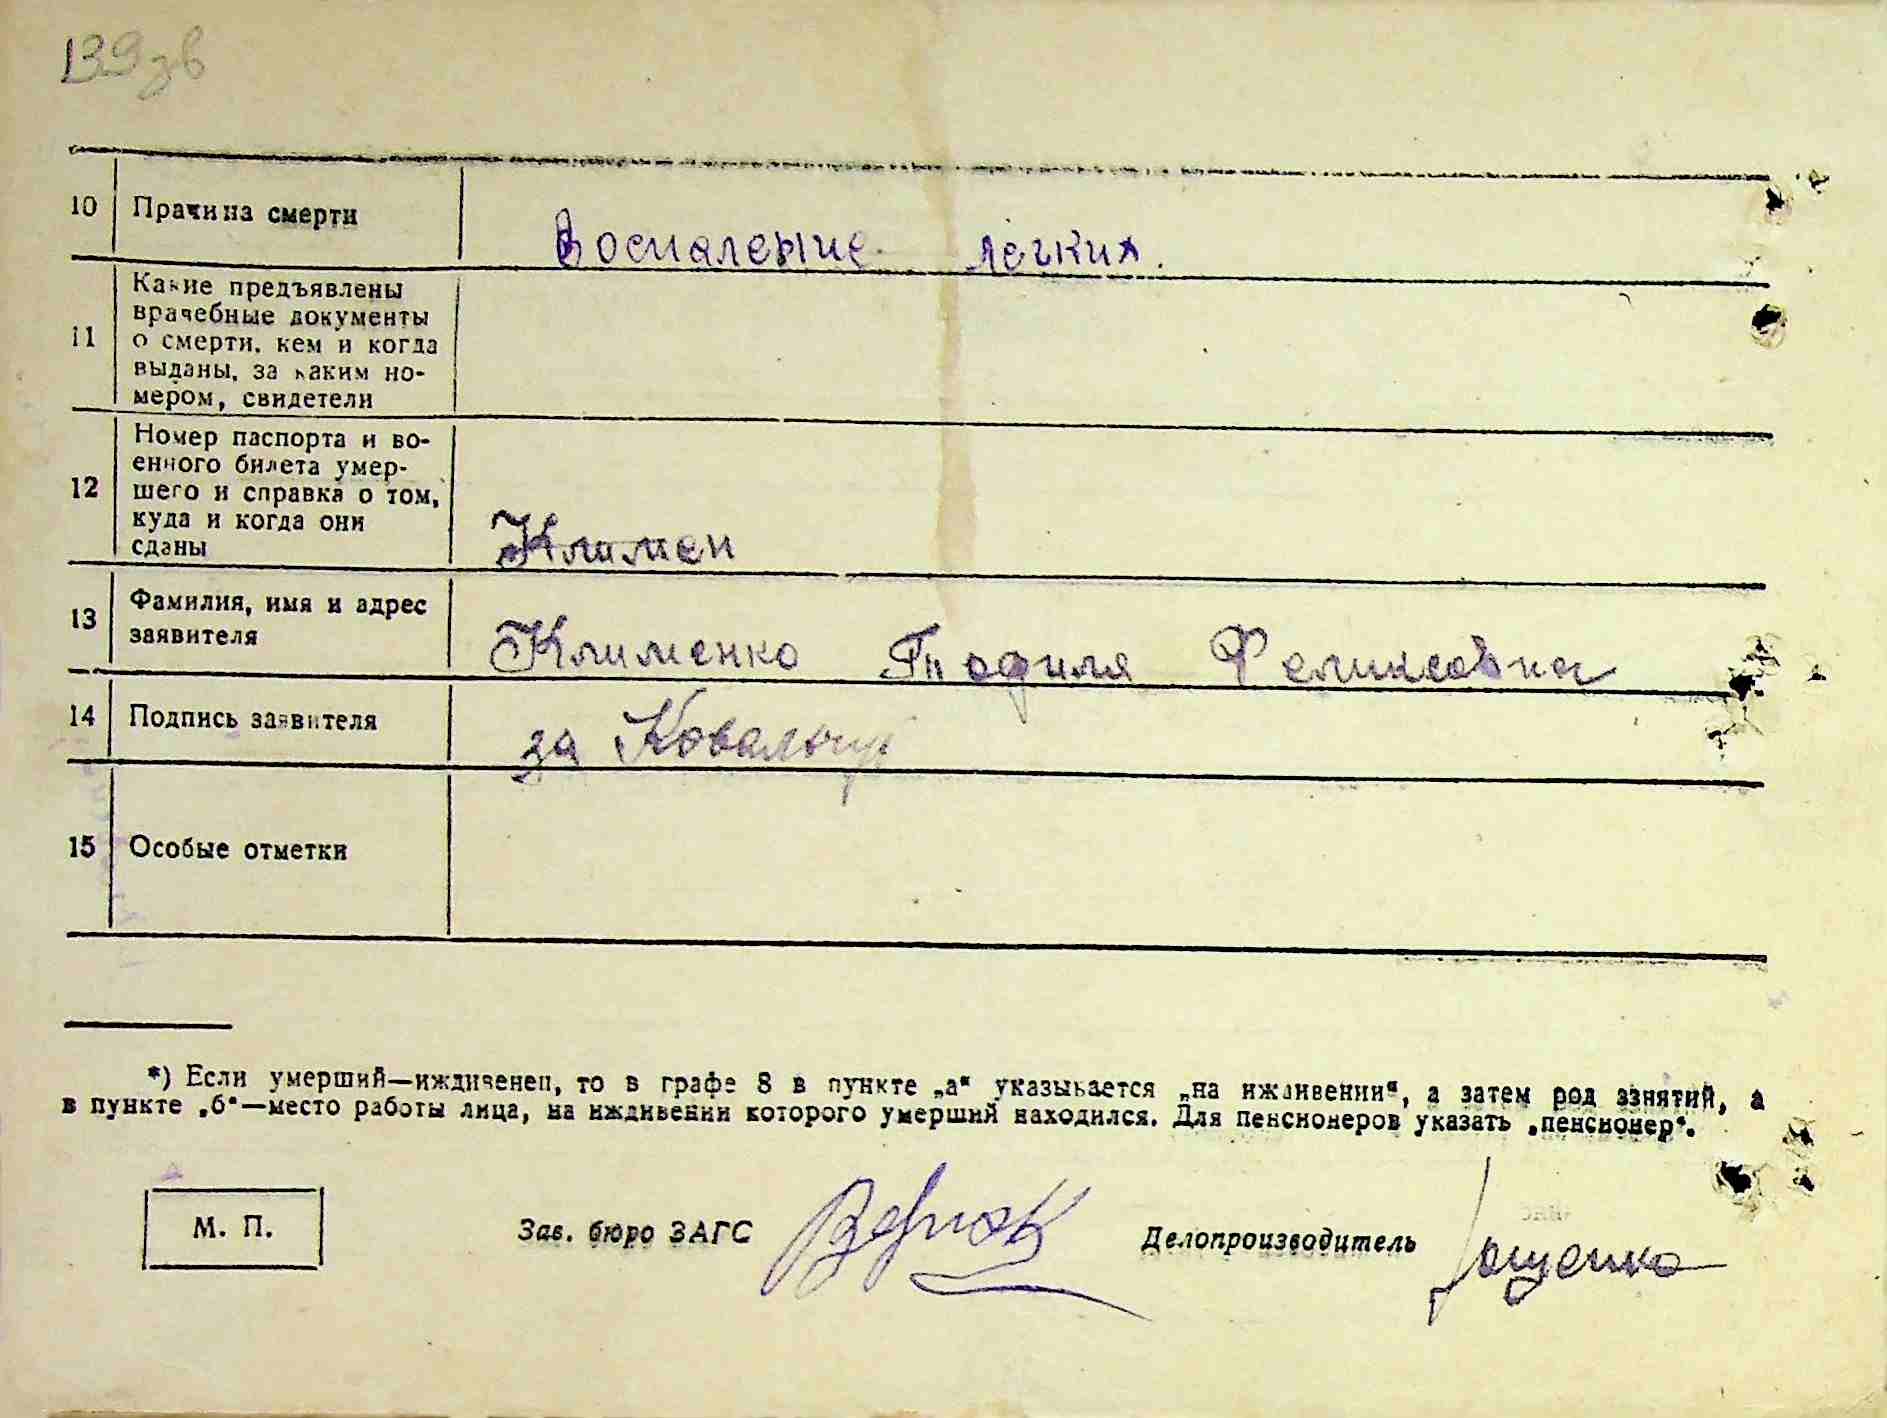 139зв
10 Причина смерти Воспаление легких.
11 Какие предъявлены
врачебные документы
о смерти, кем и когда
выданы, за каким но-
мером, свидетели
12 Номер паспорта и во-
енного билета умер-
шего и справка о том,
куда и когда они
сданы Климен
13 Фамилия, имя и адрес
заявителя Клименко Тофиля Феликсовна
14 Подпись заявителя за Ковальчу
15 Особые отметки
*) Если умерший—иждивенец, то в графе 8 в пункте „а“ указывается „на иждивении“, а затем род занятий, а
в пункте „б“—место работы лица, на иждивении которого умерший находился. Для пенсионеров указать „пенсионер“.
М. П. Зав. бюро ЗАГС Делопроизводитель